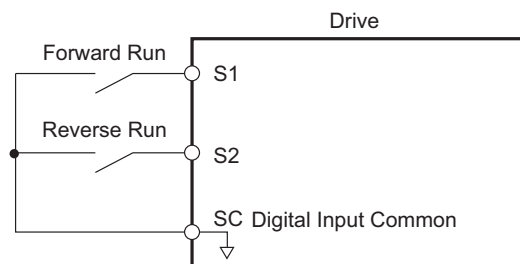 Drive
Forward Run
S1
Reverse Run
S2
SC Digital Input Common